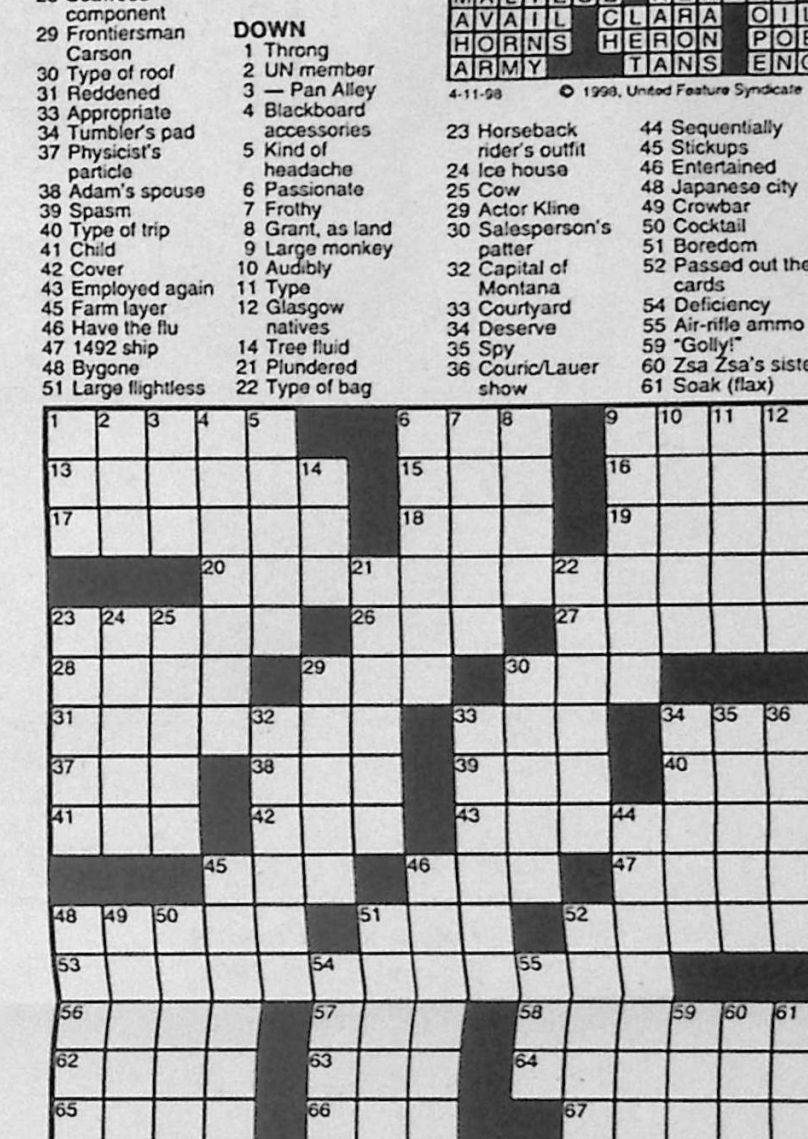 component
29 Frontiersman
Carson
30 Type of roof
31 Reddened
33 Appropriate
34 Tumbler's pad
37 Physicist's
particle
38 Adam's spouse
39 Spasm
40 Type of trip
41 Child
42 Cover
43 Employed again
45 Farm layer
46 Have the flu
47 1492 ship
48 Bygone
51 Large flightless
DOWN
1 Throng
2 UN member
3 — Pan Alley
4 Blackboard
accessories
5 Kind of
headache
6 Passionate
7 Frothy
8 Grant, as land
9 Large monkey
10 Audibly
11 Type
12 Glasgow
natives
14 Tree fluid
21 Plundered
22 Type of bag
AVAIL CLARA OIL
HORNS HERON POE
ARMY TANS ENG
4-11-98 © 1998, United Feature Syndicate
23 Horseback
rider's outfit
24 Ice house
25 Cow
29 Actor Kline
30 Salesperson's
patter
32 Capital of
Montana
33 Courtyard
34 Deserve
35 Spy
36 Couric/Lauer
show
44 Sequentially
45 Stickups
46 Entertained
48 Japanese city
49 Crowbar
50 Cocktail
51 Boredom
52 Passed out the
cards
54 Deficiency
55 Air-rifle ammo
59 "Golly!"
60 Zsa Zsa's siste
61 Soak (flax)
1 2 3 4 5 6 7 8 9 10 11 12
13 14 15 16
17 18 19
20 21 22
23 24 25 26 27
28 29 30
31 32 33 34 35 36
37 38 39 40
41 42 43 44
45 46 47
48 49 50 51 52
53 54 55
56 57 58 59 60 61
62 63 64
65 66 67